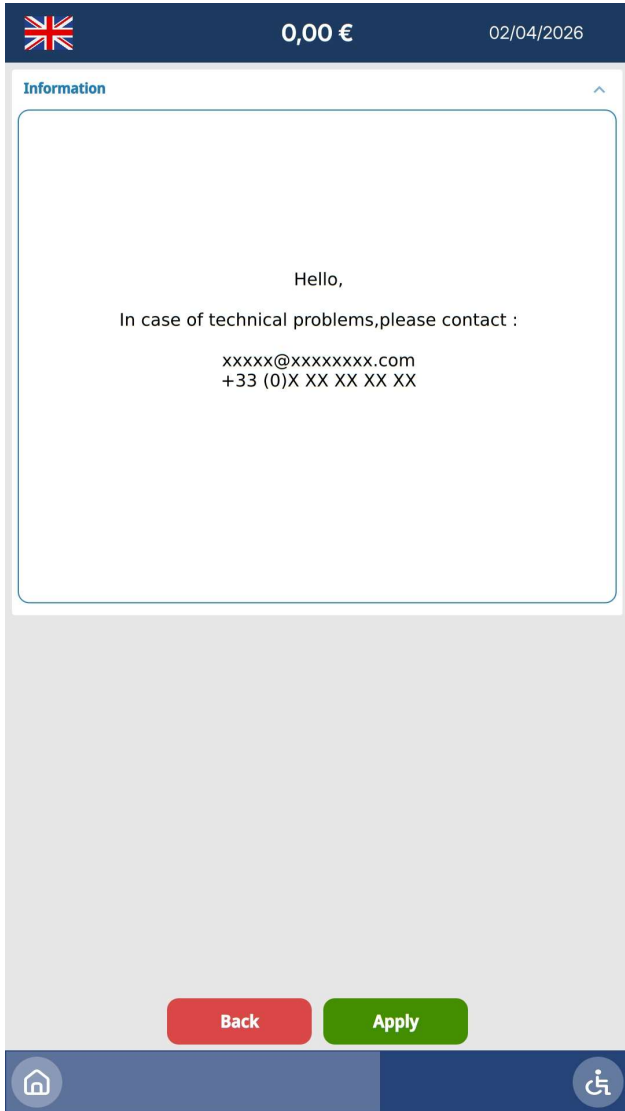 0,00 €
02/04/2026
Information
Hello,
In case of technical problems,please contact :
xxxxx@xxxxxxxx.com
+33 (0)X XX XX XX XX
Back
Apply